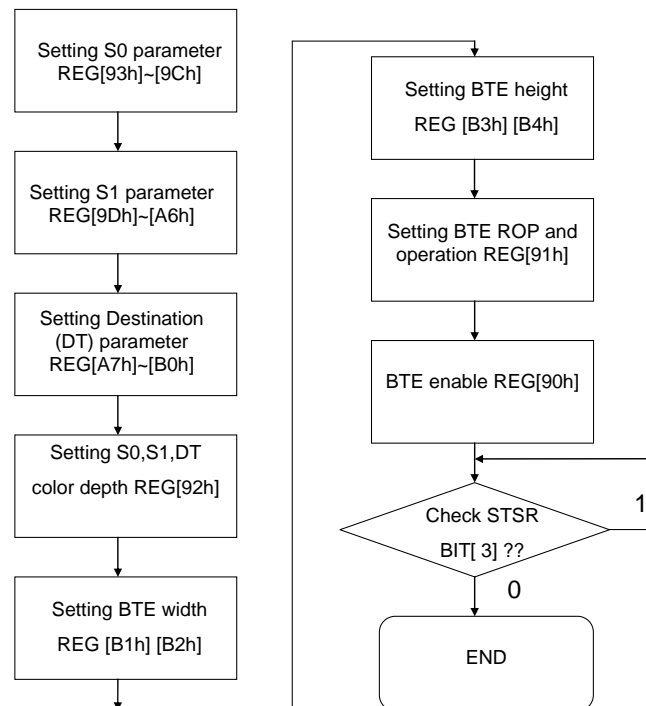 Setting S0 parameter
REG[93h]~[9Ch]
Setting S1 parameter
REG[9Dh]~[A6h]
Setting Destination
(DT) parameter
REG[A7h]~[B0h]
Setting S0,S1,DT
color depth REG[92h]
Setting BTE width
REG [B1h] [B2h]
Setting BTE height
REG [B3h] [B4h]
Setting BTE ROP and
operation REG[91h]
BTE enable REG[90h]
Check STSR
BIT[ 3] ??
1
0
END